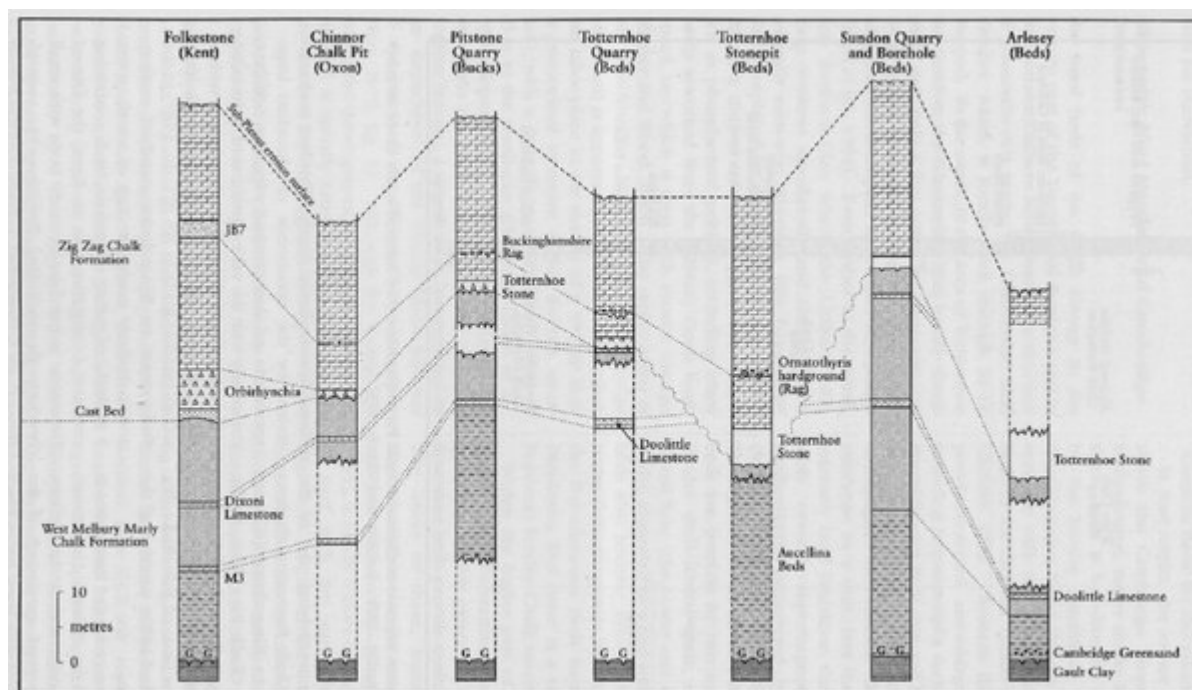 Folkestone
(Kent)
Chinnor
Chalk Pit
(Oxon)
Pitstone
Quarry
(Bucks)
Totternhoe
Quarry
(Beds)
Totternhoe
Stonepit
(Beds)
Sundon Quarry
and Borehole
(Beds)
Arlesey
(Beds)
Sub-Plenus erosion surface
JB7
Zig Zag Chalk
Formation
Buckinghamshire
Rag
Totternhoe
Stone
Orbirhynchia
Cast Bed
Ornatothyris
hardground
(Rag)
Doolittle
Limestone
Totternhoe
Stone
Totternhoe Stone
Dixoni
Limestone
West Melbury Marly
Chalk Formation
M3
Aucellina
Beds
Doolittle Limestone
10
metres
0
G G
G G
G G
G G
G G
G G
Cambridge Greensand
Gault Clay